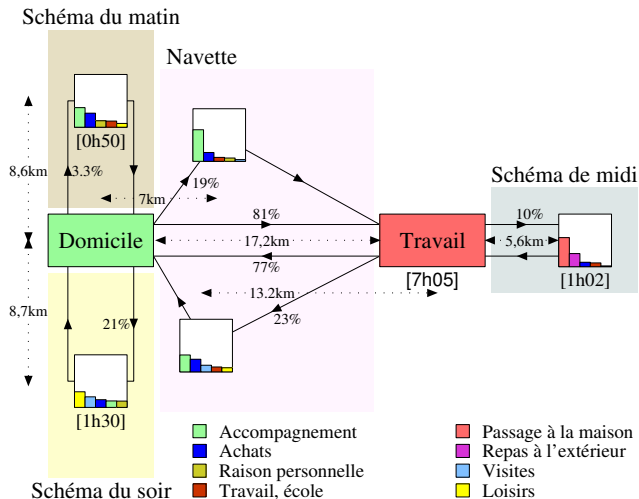 Schéma du matin
Navette
[0h50]
8,6km
3.3%
19%
7km
Schéma de midi
81%
10%
Domicile
17,2km
Travail
5,6km
77%
[7h05]
[1h02]
8,7km
13.2km
21%
23%
[1h30]
Schéma du soir
Accompagnement
Achats
Raison personnelle
Travail, école
Passage à la maison
Repas à l'extérieur
Visites
Loisirs